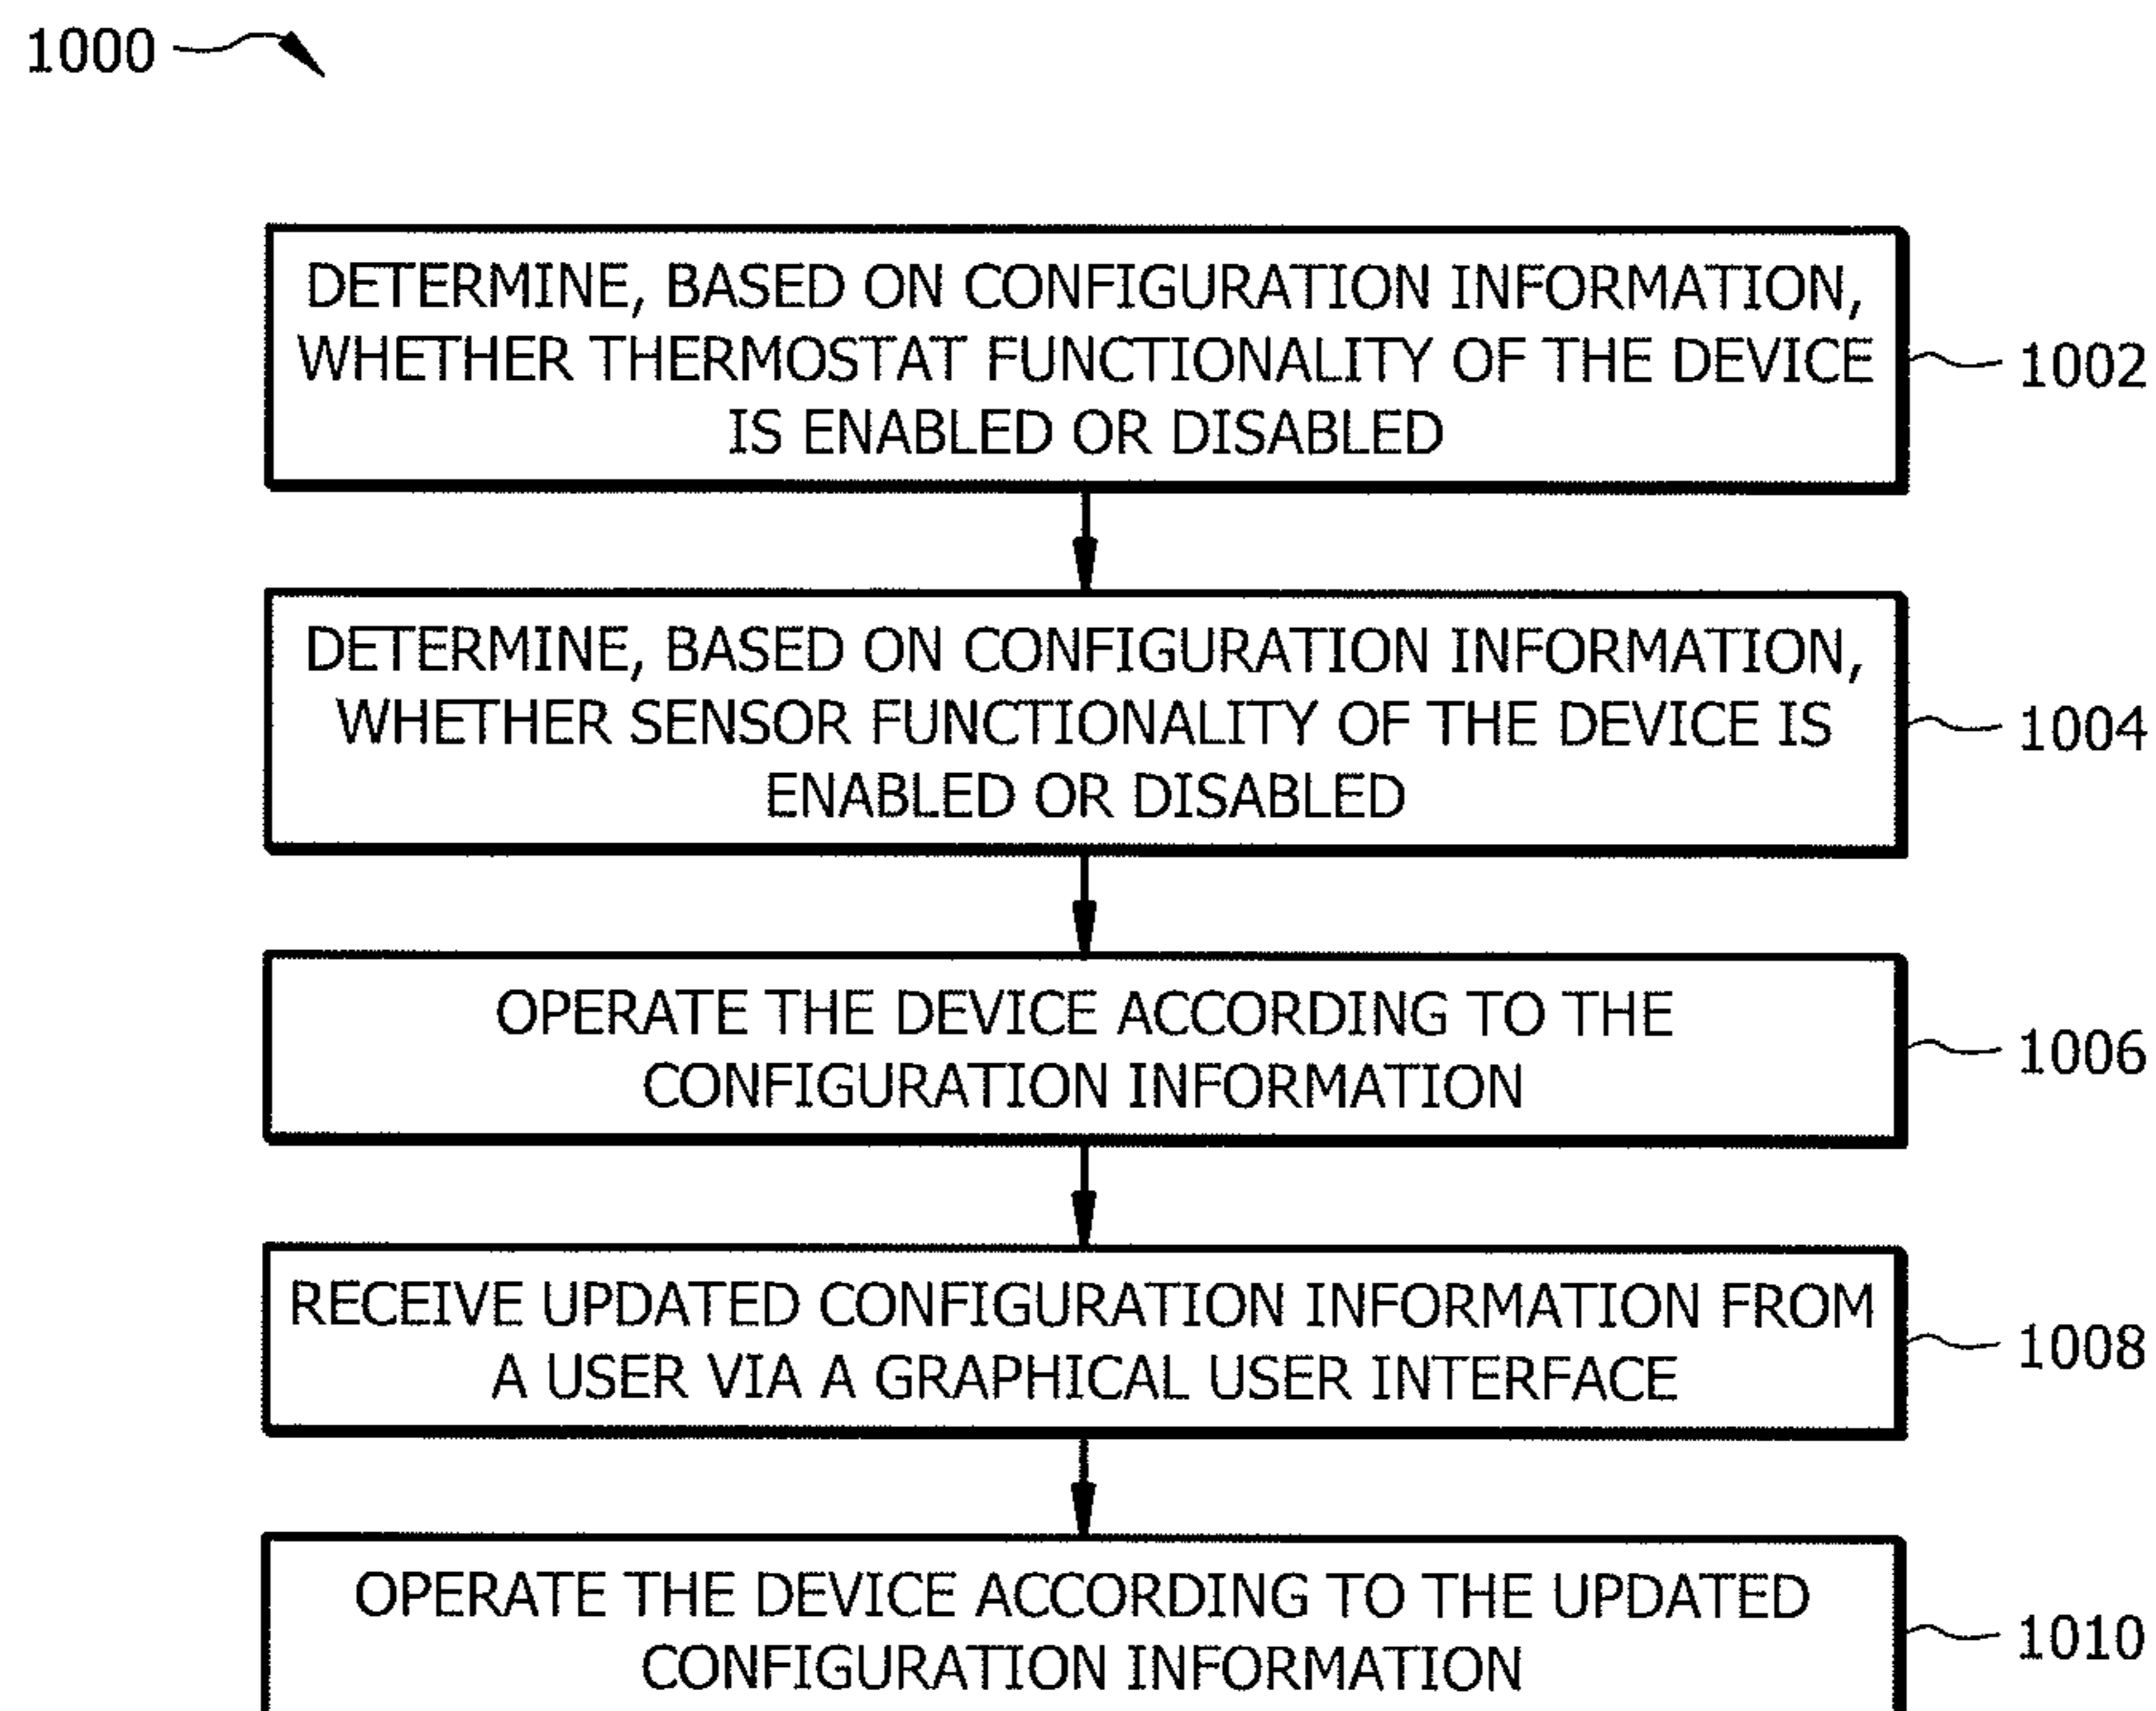 1000
DETERMINE, BASED ON CONFIGURATION INFORMATION,
WHETHER THERMOSTAT FUNCTIONALITY OF THE DEVICE
IS ENABLED OR DISABLED
1002
DETERMINE, BASED ON CONFIGURATION INFORMATION,
WHETHER SENSOR FUNCTIONALITY OF THE DEVICE IS
ENABLED OR DISABLED
1004
OPERATE THE DEVICE ACCORDING TO THE
CONFIGURATION INFORMATION
1006
RECEIVE UPDATED CONFIGURATION INFORMATION FROM
A USER VIA A GRAPHICAL USER INTERFACE
1008
OPERATE THE DEVICE ACCORDING TO THE UPDATED
CONFIGURATION INFORMATION
1010